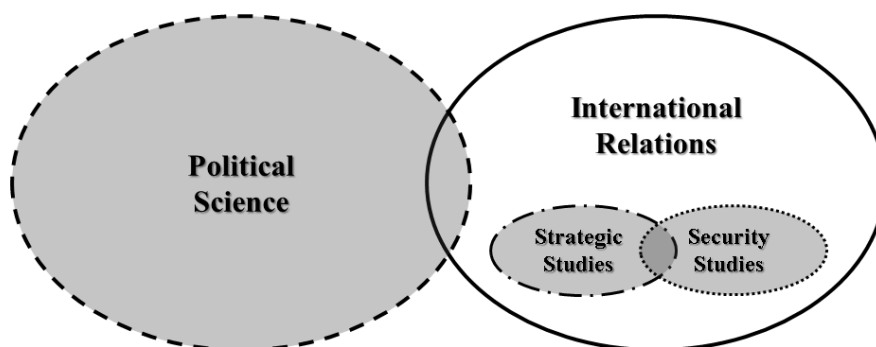 Political
Science
International
Relations
Strategic
Studies
Security
Studies